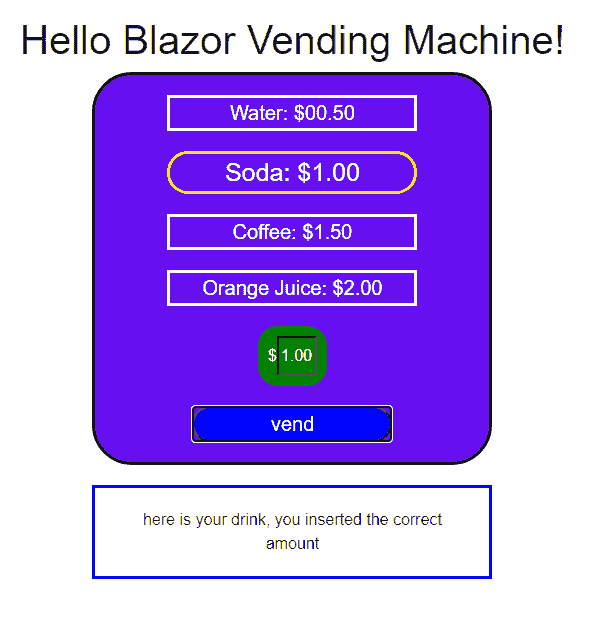 Hello Blazor Vending Machine!
Water: $00.50
Soda: $1.00
Coffee: $1.50
Orange Juice: $2.00
$ 1.00
vend
here is your drink, you inserted the correct
amount